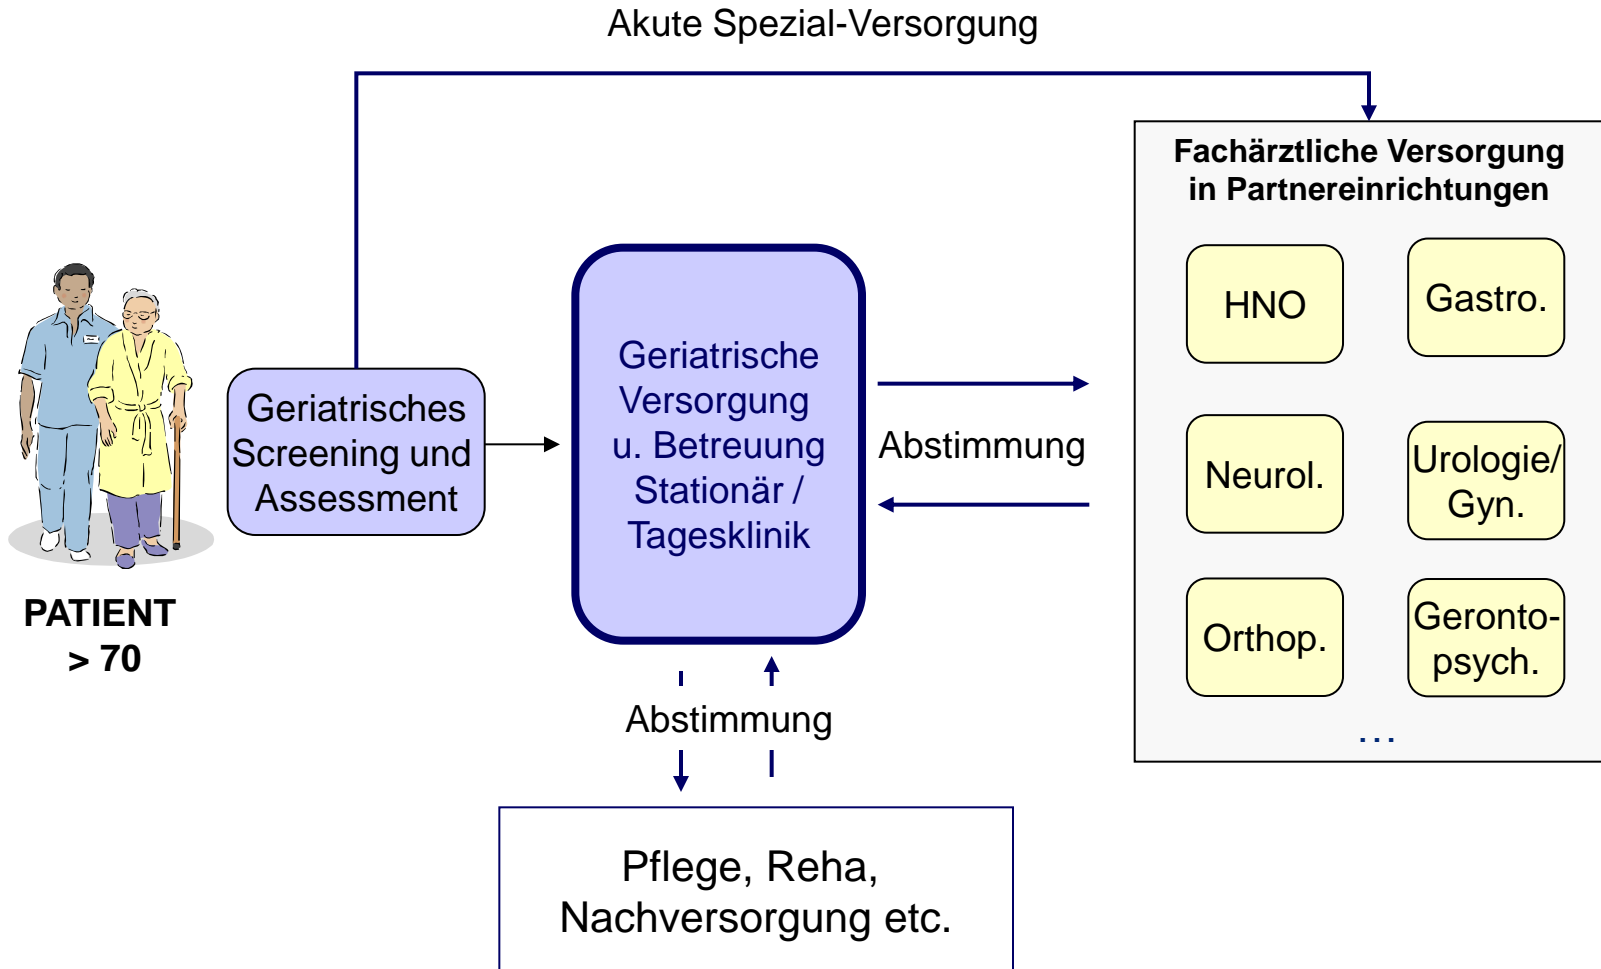 Akute Spezial-Versorgung
Fachärztliche Versorgung
in Partnereinrichtungen
HNO
Gastro.
Neurol.
Urologie/
Gyn.
Orthop.
Geronto-
psych.
...
Geriatrische
Versorgung
u. Betreuung
Stationär /
Tagesklinik
Abstimmung
Geriatrisches
Screening und
Assessment
PATIENT
> 70
Abstimmung
Pflege, Reha,
Nachversorgung etc.